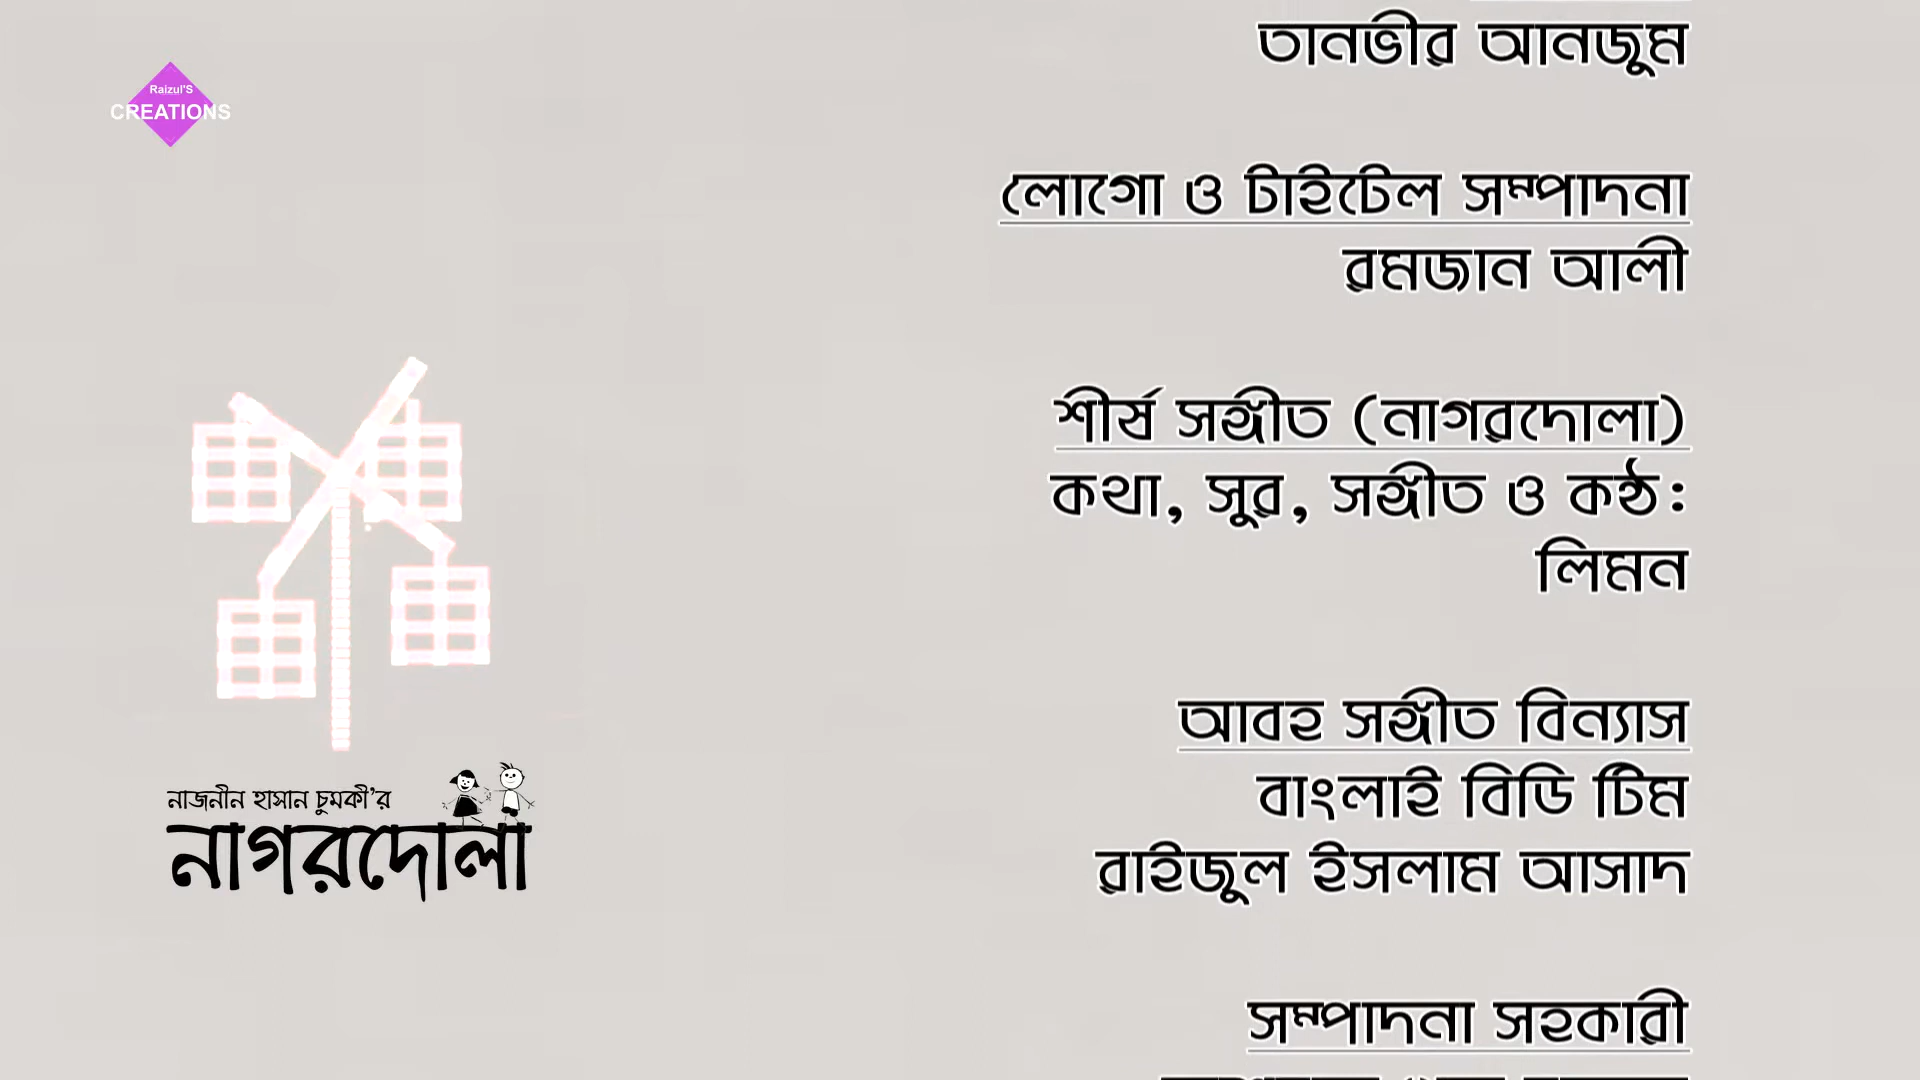 Raizul'S
CREATIONS
নাজনীন হাসান চুমকী’র
নাগরদোলা
তানভীর আনজুম
লোগো ও টাইটেল সম্পাদনা
রমজান আলী
শীর্ষ সঙ্গীত (নাগরদোলা)
কথা, সুর, সঙ্গীত ও কন্ঠ:
লিমন
আবহ সঙ্গীত বিন্যাস
বাংলাই বিডি টিম
রাইজুল ইসলাম আসাদ
সম্পাদনা সহকারী